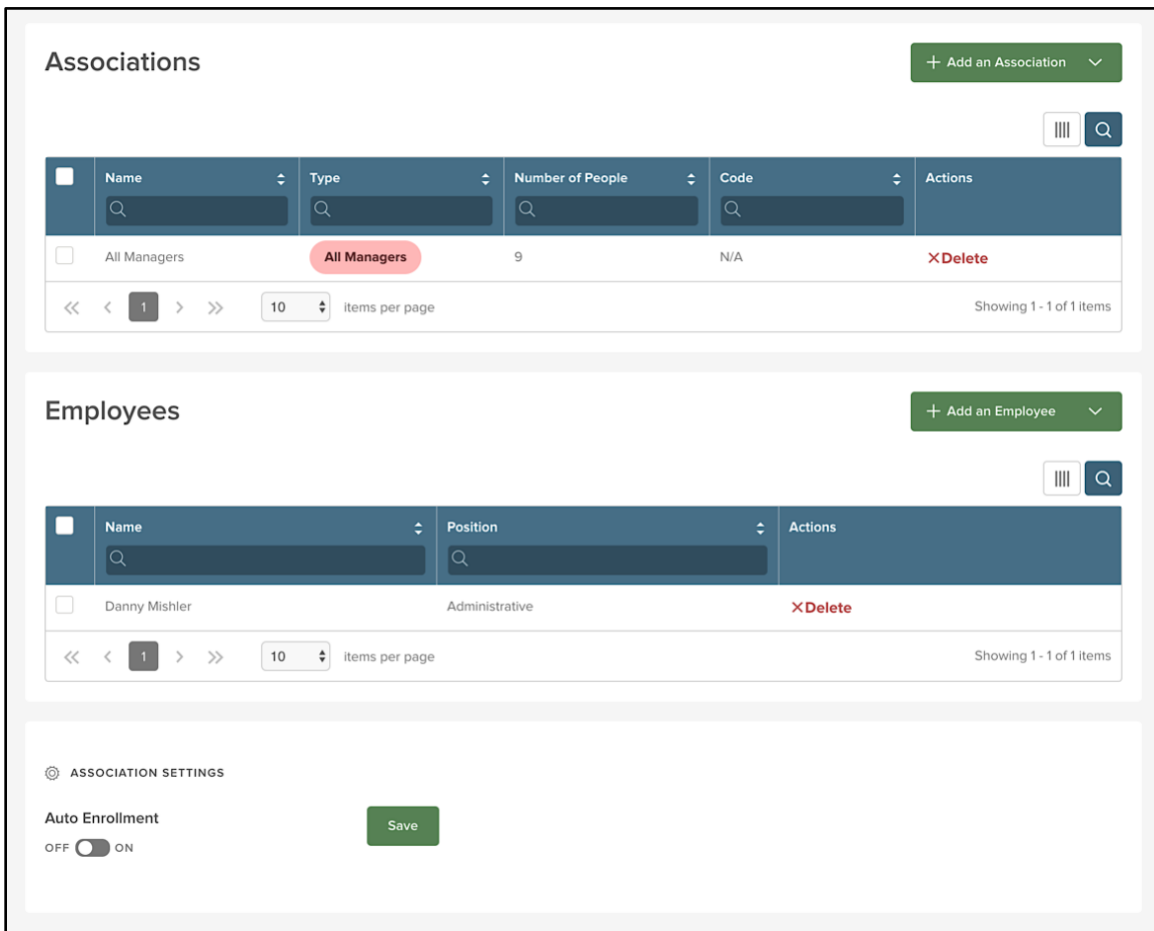 Associations
+ Add an Association
Name Type Number of People Code Actions
All Managers All Managers 9 N/A ×Delete
<< < 1 > >> 10 items per page Showing 1 - 1 of 1 items
Employees
+ Add an Employee
Name Position Actions
Danny Mishler Administrative ×Delete
<< < 1 > >> 10 items per page Showing 1 - 1 of 1 items
ASSOCIATION SETTINGS
Auto Enrollment
Save
OFF ON